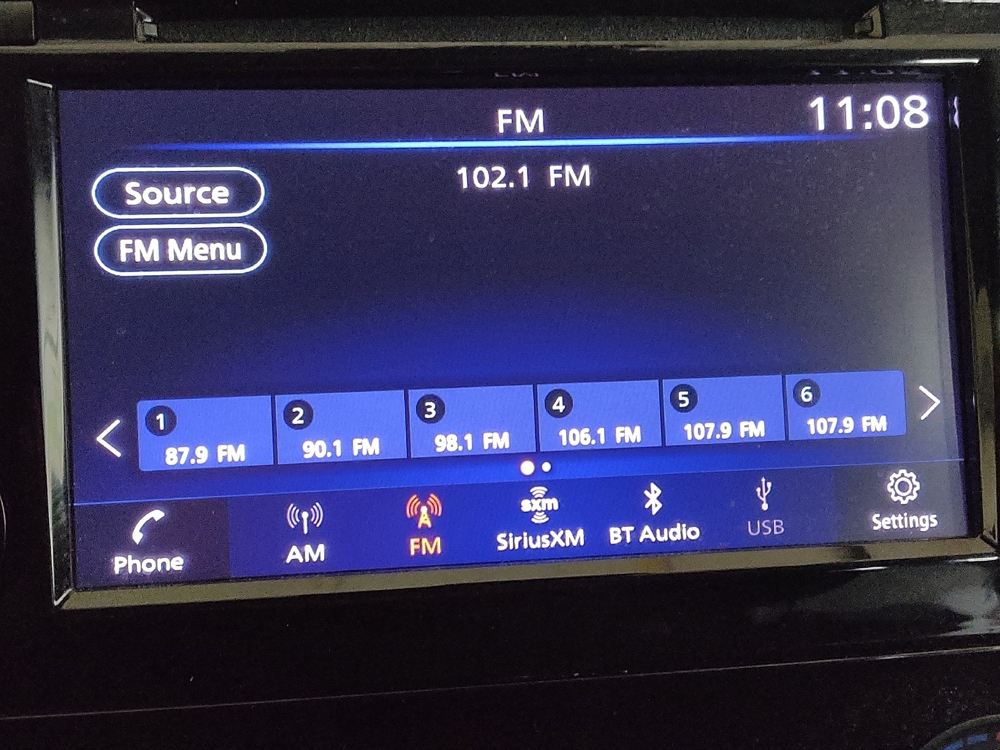 FM
11:08
102.1 FM
Source
FM Menu
1
87.9 FM
2
90.1 FM
3
98.1 FM
4
106.1 FM
5
107.9 FM
6
107.9 FM
Phone
AM
FM
sxm
SiriusXM
BT Audio
USB
Settings